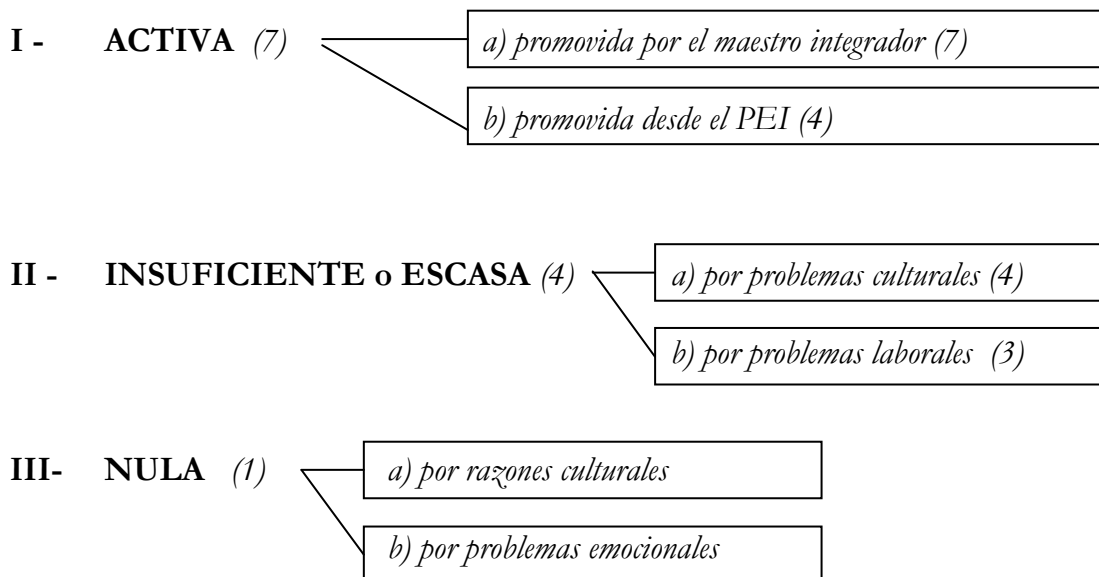 I - ACTIVA (7) a) promovida por el maestro integrador (7)
b) promovida desde el PEI (4)
II - INSUFICIENTE o ESCASA (4) a) por problemas culturales (4)
b) por problemas laborales (3)
III- NULA (1) a) por razones culturales
b) por problemas emocionales